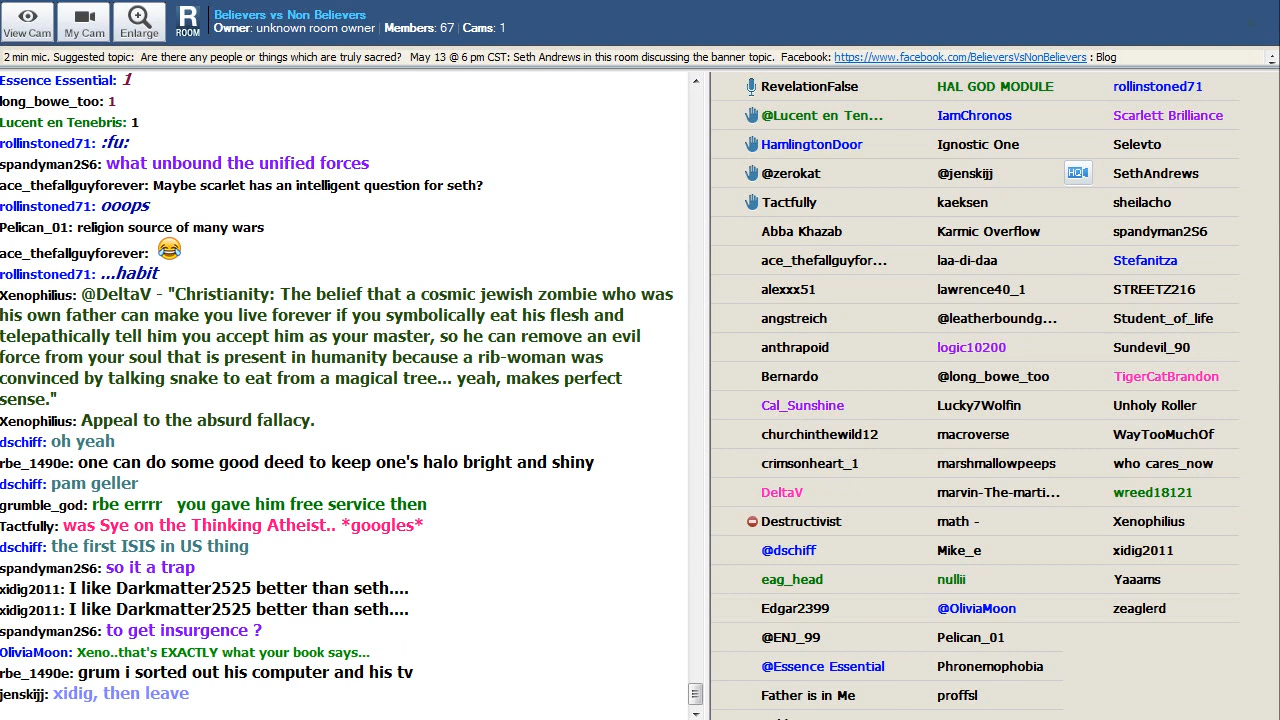 View Cam
My Cam
Enlarge
R
ROOM
Believers vs Non Believers
Owner: unknown room owner | Members: 67 | Cams: 1
2 min mic. Suggested topic: Are there any people or things which are truly sacred? May 13 @ 6 pm CST: Seth Andrews in this room discussing the banner topic. Facebook: https://www.facebook.com/BelieversVsNonBelievers : Blog
Essence Essential: 1
long_bowe_too: 1
Lucent en Tenebris: 1
rollinstoned71: :fu:
spandyman2S6: what unbound the unified forces
ace_thefallguyforever: Maybe scarlet has an intelligent question for seth?
rollinstoned71: ooops
Pelican_01: religion source of many wars
ace_thefallguyforever: 😂
rollinstoned71: ...habit
Xenophilius: @DeltaV - "Christianity: The belief that a cosmic jewish zombie who was
his own father can make you live forever if you symbolically eat his flesh and
telepathically tell him you accept him as your master, so he can remove an evil
force from your soul that is present in humanity because a rib-woman was
convinced by talking snake to eat from a magical tree... yeah, makes perfect
sense."
Xenophilius: Appeal to the absurd fallacy.
dschiff: oh yeah
rbe_1490e: one can do some good deed to keep one's halo bright and shiny
dschiff: pam geller
grumble_god: rbe errrr you gave him free service then
Tactfully: was Sye on the Thinking Atheist.. *googles*
dschiff: the first ISIS in US thing
spandyman2S6: so it a trap
xidig2011: I like Darkmatter2525 better than seth....
xidig2011: I like Darkmatter2525 better than seth....
spandyman2S6: to get insurgence ?
OliviaMoon: Xeno..that's EXACTLY what your book says...
rbe_1490e: grum i sorted out his computer and his tv
jenskijj: xidig, then leave
RevelationFalse
@Lucent en Ten...
HamlingtonDoor
@zerokat
Tactfully
Abba Khazab
ace_thefallguyfor...
alexxx51
angstreich
anthrapoid
Bernardo
Cal_Sunshine
churchinthewild12
crimsonheart_1
DeltaV
Destructivist
@dschiff
eag_head
Edgar2399
@ENJ_99
@Essence Essential
Father is in Me
HAL GOD MODULE
IamChronos
Ignostic One
@jenskijj
HQ
kaeksen
Karmic Overflow
laa-di-daa
lawrence40_1
@leatherboundg...
logic10200
@long_bowe_too
Lucky7Wolfin
macroverse
marshmallowpeeps
marvin-The-marti...
math -
Mike_e
nullii
@OliviaMoon
Pelican_01
Phronemophobia
proffsl
rollinstoned71
Scarlett Brilliance
Selevto
SethAndrews
sheilacho
spandyman2S6
Stefanitza
STREETZ216
Student_of_life
Sundevil_90
TigerCatBrandon
Unholy Roller
WayTooMuchOf
who cares_now
wreed18121
Xenophilius
xidig2011
Yaaams
zeaglerd